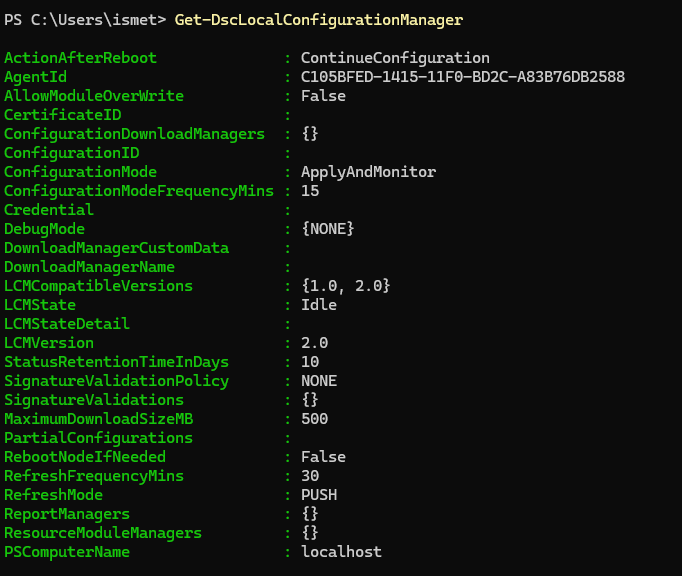 PS C:\Users\ismet> Get-DscLocalConfigurationManager
ActionAfterReboot : ContinueConfiguration
AgentId : C105BFED-1415-11F0-BD2C-A83B76DB2588
AllowModuleOverWrite : False
CertificateID :
ConfigurationDownloadManagers : {}
ConfigurationID :
ConfigurationMode : ApplyAndMonitor
ConfigurationModeFrequencyMins : 15
Credential :
DebugMode : {NONE}
DownloadManagerCustomData :
DownloadManagerName :
LCMCompatibleVersions : {1.0, 2.0}
LCMState : Idle
LCMStateDetail :
LCMVersion : 2.0
StatusRetentionTimeInDays : 10
SignatureValidationPolicy : NONE
SignatureValidations : {}
MaximumDownloadSizeMB : 500
PartialConfigurations :
RebootNodeIfNeeded : False
RefreshFrequencyMins : 30
RefreshMode : PUSH
ReportManagers : {}
ResourceModuleManagers : {}
PSComputerName : localhost